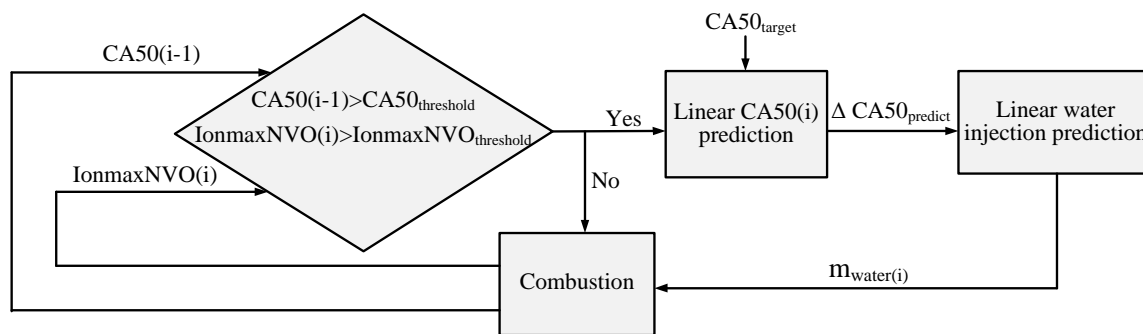 CA50target
CA50(i-1)
CA50(i-1)>CA50threshold
IonmaxNVO(i)>IonmaxNVOthreshold
Yes
Linear CA50(i)
prediction
Δ CA50predict
Linear water
injection prediction
IonmaxNVO(i)
No
Combustion
mwater(i)